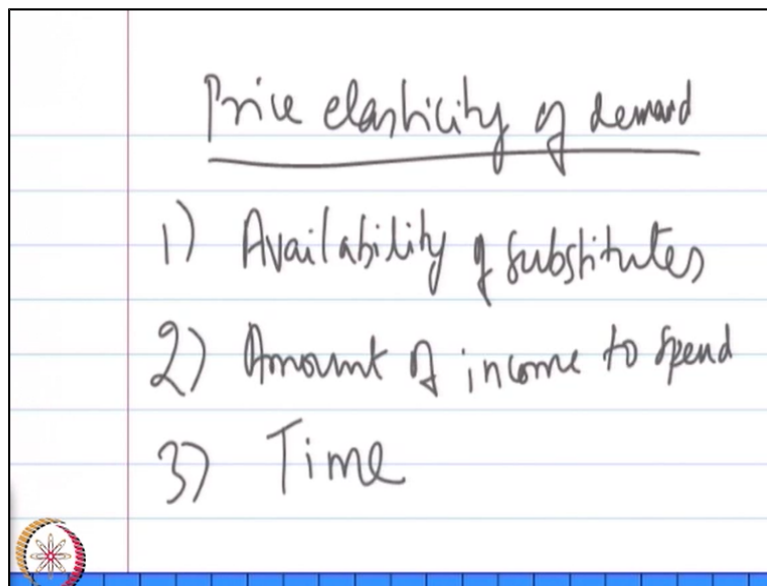 Price elasticity of demand
1) Availability of substitutes
2) Amount of income to spend
3) Time